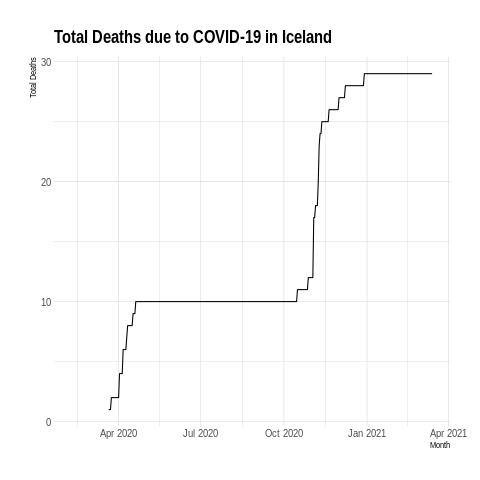 Total Deaths due to COVID-19 in Iceland
Total Deaths
30
20
10
0
Apr 2020 Jul 2020 Oct 2020 Jan 2021 Apr 2021
Month